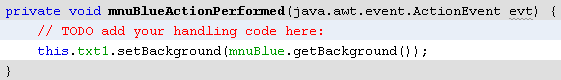 private void mnuBlueActionPerformed(java.awt.event.ActionEvent evt) {
// TODO add your handling code here:
this.txt1.setBackground(mnuBlue.getBackground());
}